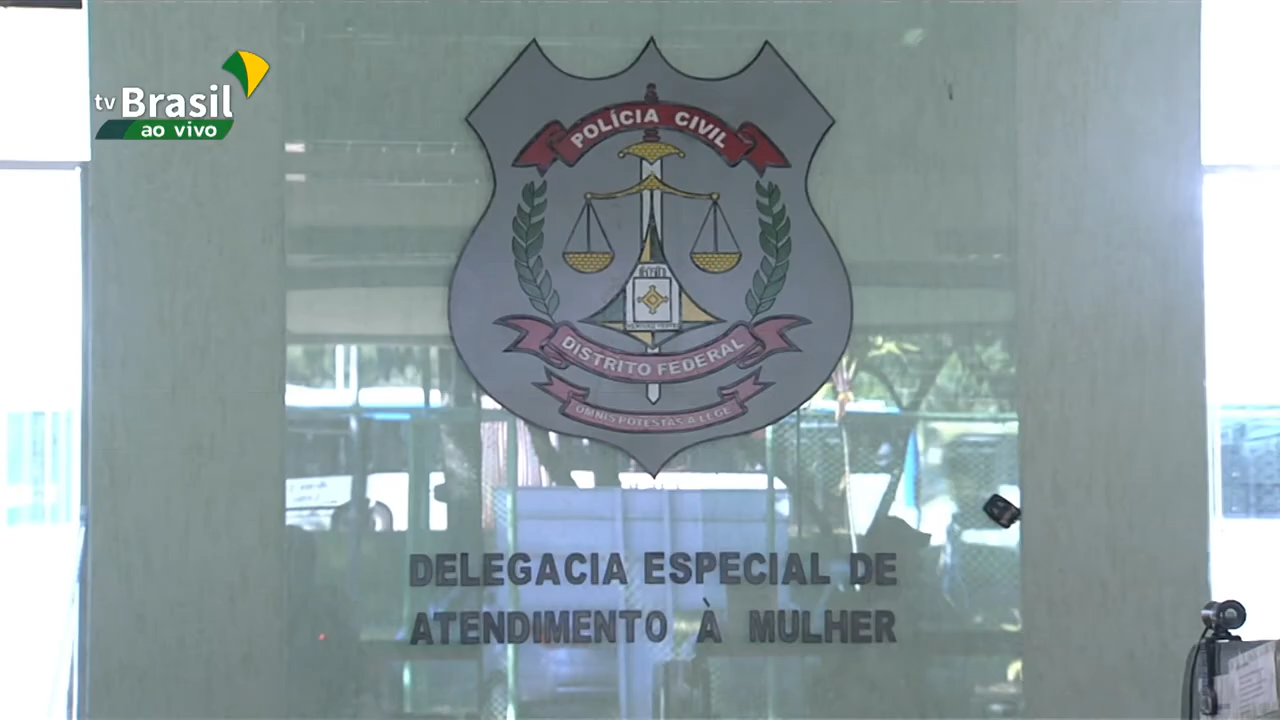 tv Brasil
ao vivo
POLÍCIA CIVIL
DISTRITO FEDERAL
OMNIS POTESTAS A LEGE
DELEGACIA ESPECIAL DE
ATENDIMENTO À MULHER